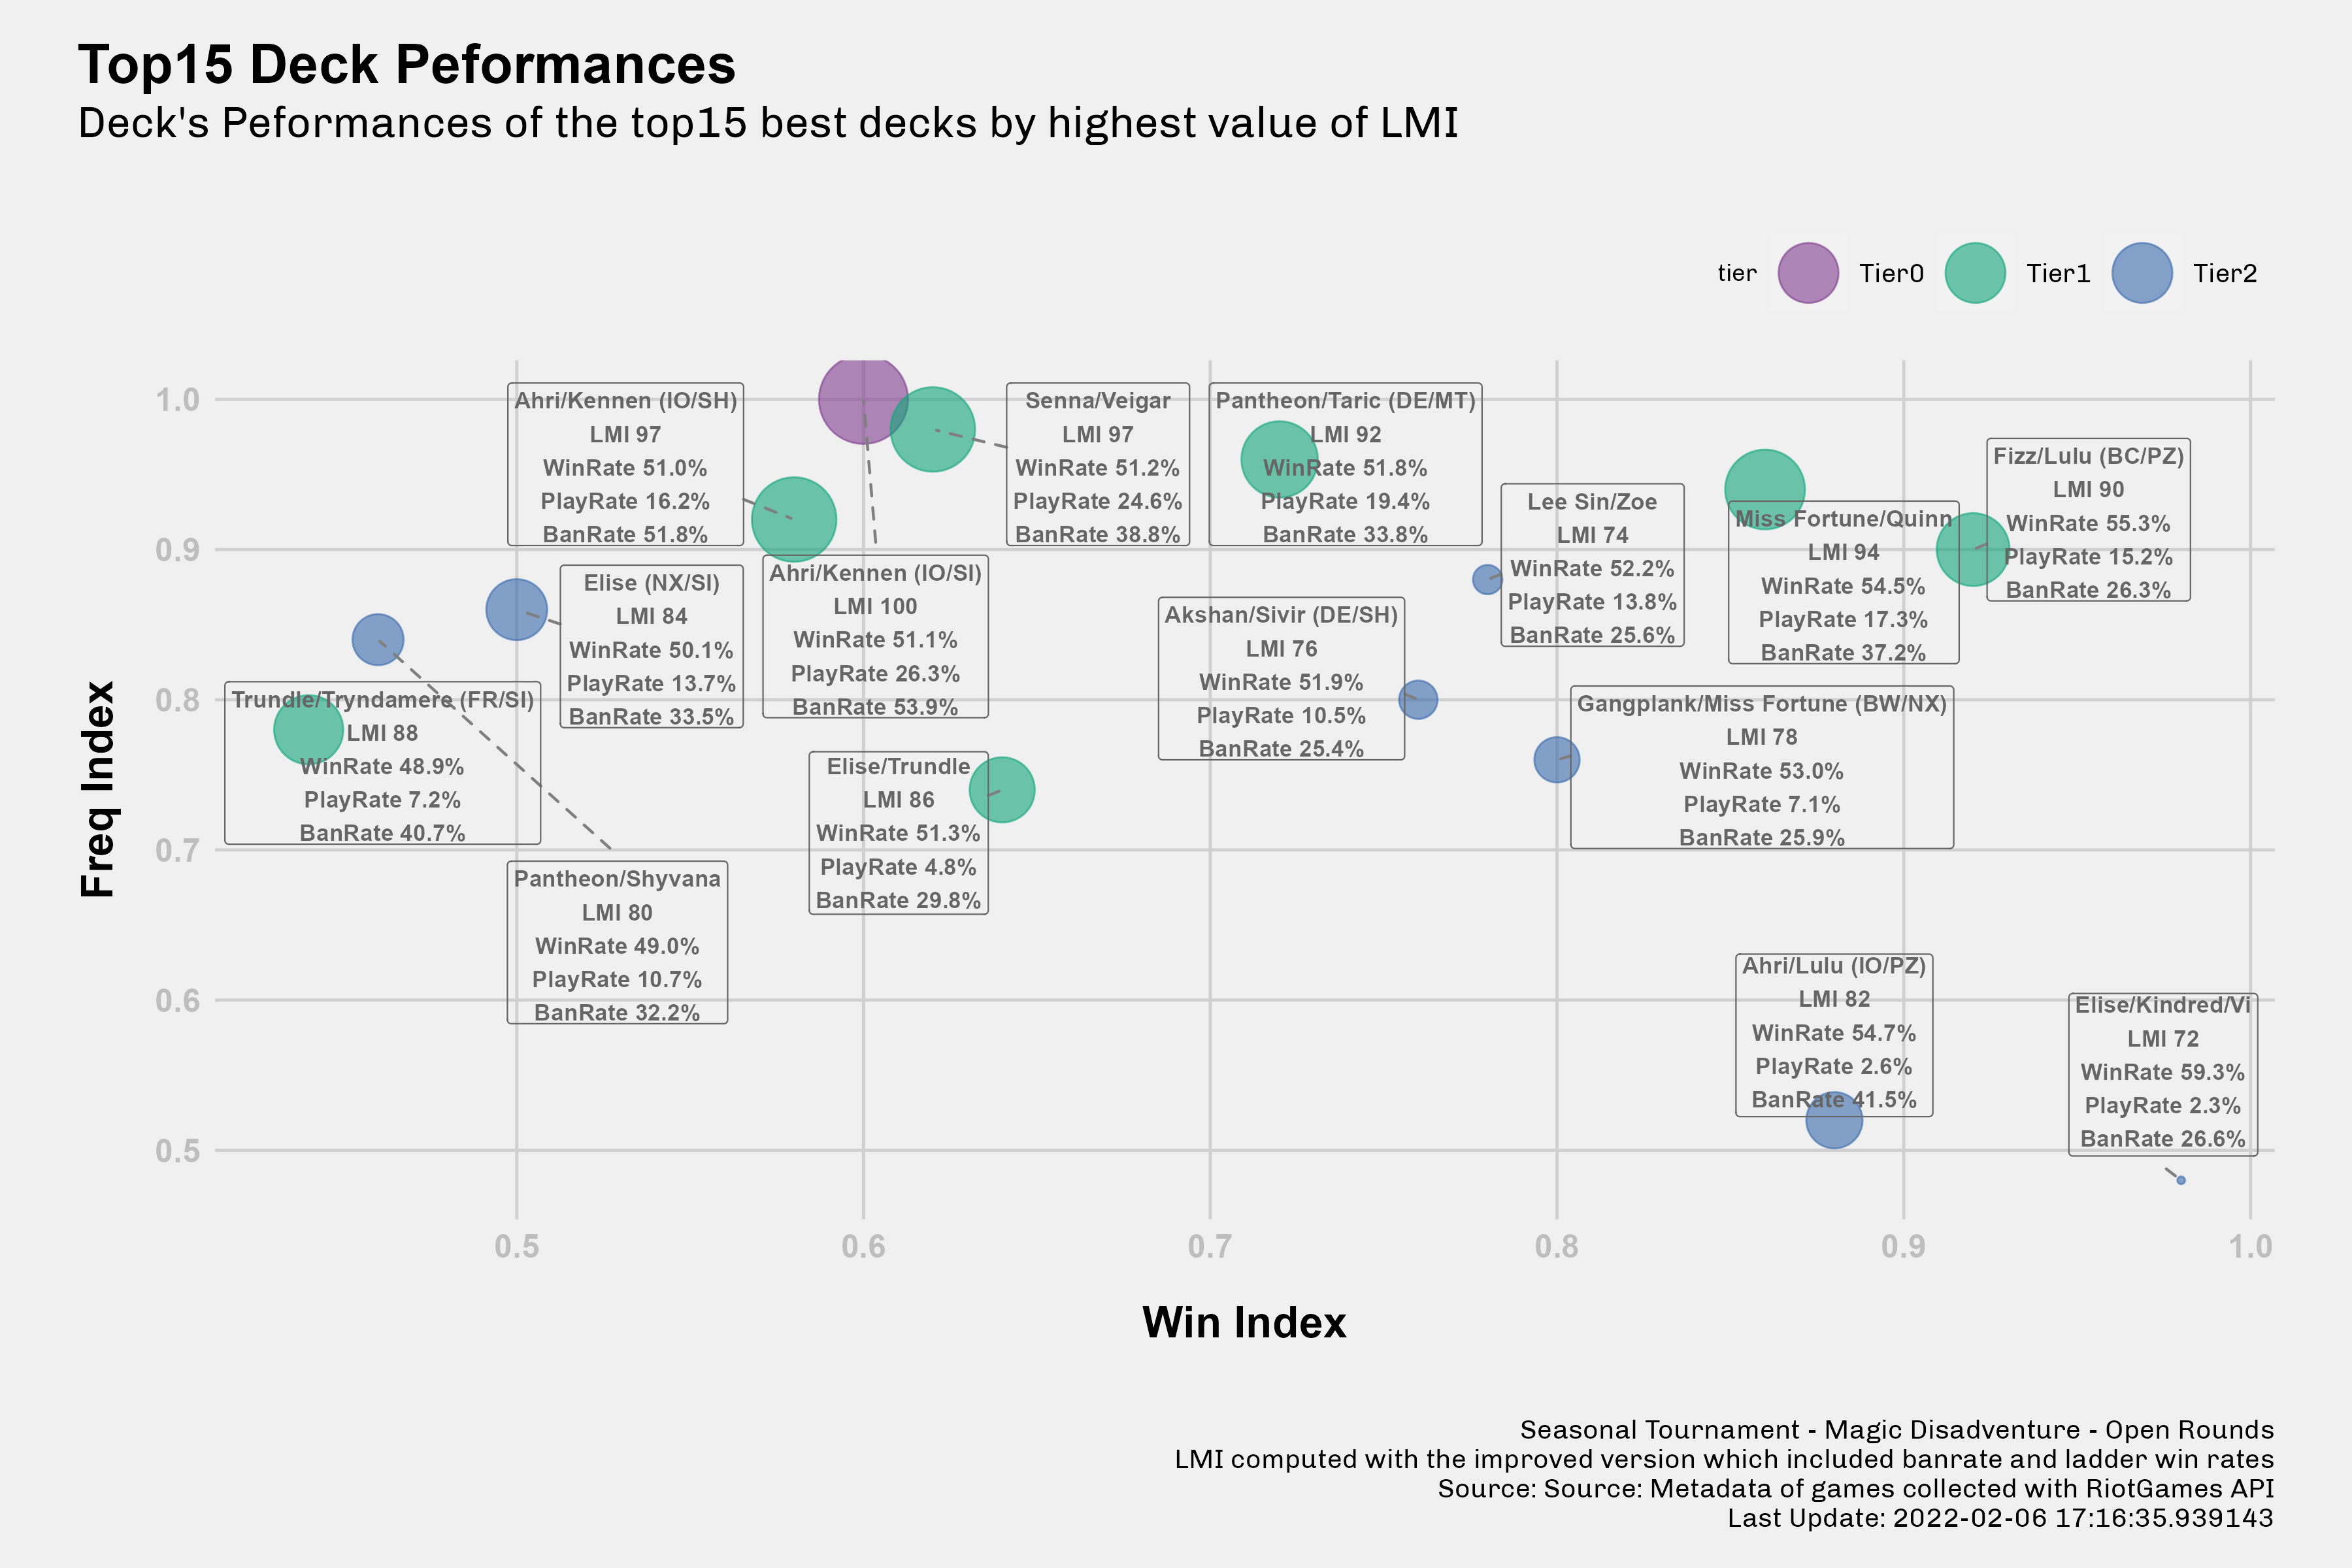 Top15 Deck Peformances
Deck's Peformances of the top15 best decks by highest value of LMI
tier
Tier0
Tier1
Tier2
Freq Index
1.0
0.9
0.8
0.7
0.6
0.5
Ahri/Kennen (IO/SH)
LMI 97
WinRate 51.0%
PlayRate 16.2%
BanRate 51.8%
Senna/Veigar
LMI 97
WinRate 51.2%
PlayRate 24.6%
BanRate 38.8%
Pantheon/Taric (DE/MT)
LMI 92
WinRate 51.8%
PlayRate 19.4%
BanRate 33.8%
Fizz/Lulu (BC/PZ)
LMI 90
WinRate 55.3%
PlayRate 15.2%
BanRate 26.3%
Lee Sin/Zoe
LMI 74
WinRate 52.2%
PlayRate 13.8%
BanRate 25.6%
Miss Fortune/Quinn
LMI 94
WinRate 54.5%
PlayRate 17.3%
BanRate 37.2%
Ahri/Kennen (IO/SI)
LMI 100
WinRate 51.1%
PlayRate 26.3%
BanRate 53.9%
Elise (NX/SI)
LMI 84
WinRate 50.1%
PlayRate 13.7%
BanRate 33.5%
Akshan/Sivir (DE/SH)
LMI 76
WinRate 51.9%
PlayRate 10.5%
BanRate 25.4%
Trundle/Tryndamere (FR/SI)
LMI 88
WinRate 48.9%
PlayRate 7.2%
BanRate 40.7%
Gangplank/Miss Fortune (BW/NX)
LMI 78
WinRate 53.0%
PlayRate 7.1%
BanRate 25.9%
Elise/Trundle
LMI 86
WinRate 51.3%
PlayRate 4.8%
BanRate 29.8%
Pantheon/Shyvana
LMI 80
WinRate 49.0%
PlayRate 10.7%
BanRate 32.2%
Ahri/Lulu (IO/PZ)
LMI 82
WinRate 54.7%
PlayRate 2.6%
BanRate 41.5%
Elise/Kindred/Vi
LMI 72
WinRate 59.3%
PlayRate 2.3%
BanRate 26.6%
0.5
0.6
0.7
0.8
0.9
1.0
Win Index
Seasonal Tournament - Magic Disadventure - Open Rounds
LMI computed with the improved version which included banrate and ladder win rates
Source: Source: Metadata of games collected with RiotGames API
Last Update: 2022-02-06 17:16:35.939143